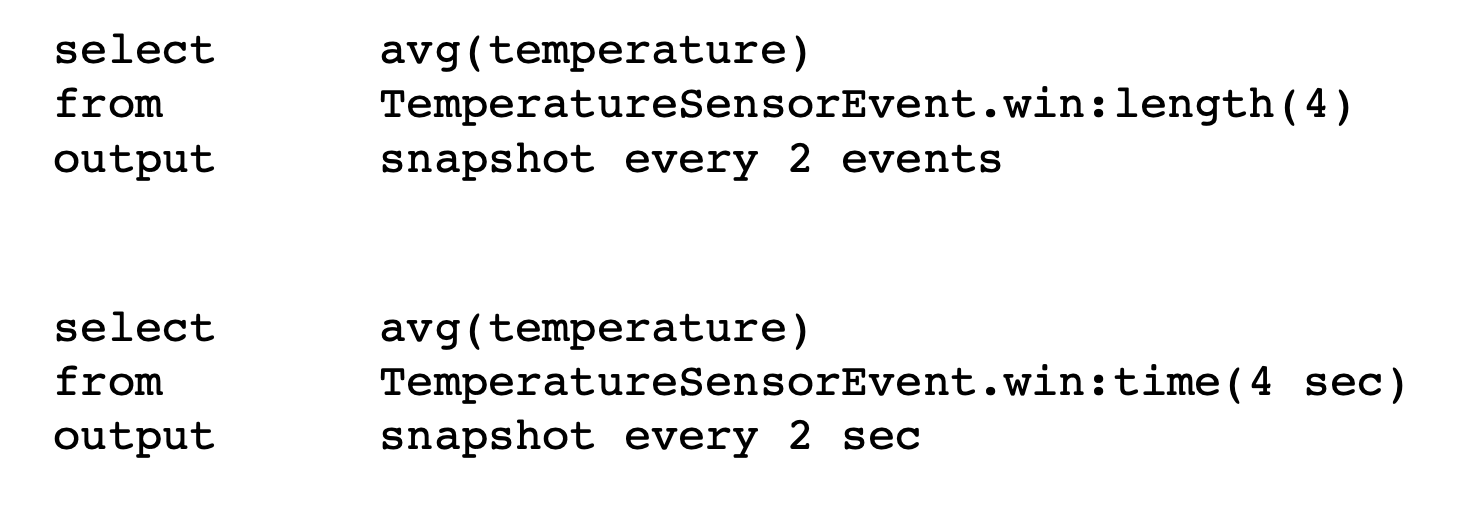 select avg(temperature)
from TemperatureSensorEvent.win:length(4)
output snapshot every 2 events
select avg(temperature)
from TemperatureSensorEvent.win:time(4 sec)
output snapshot every 2 sec